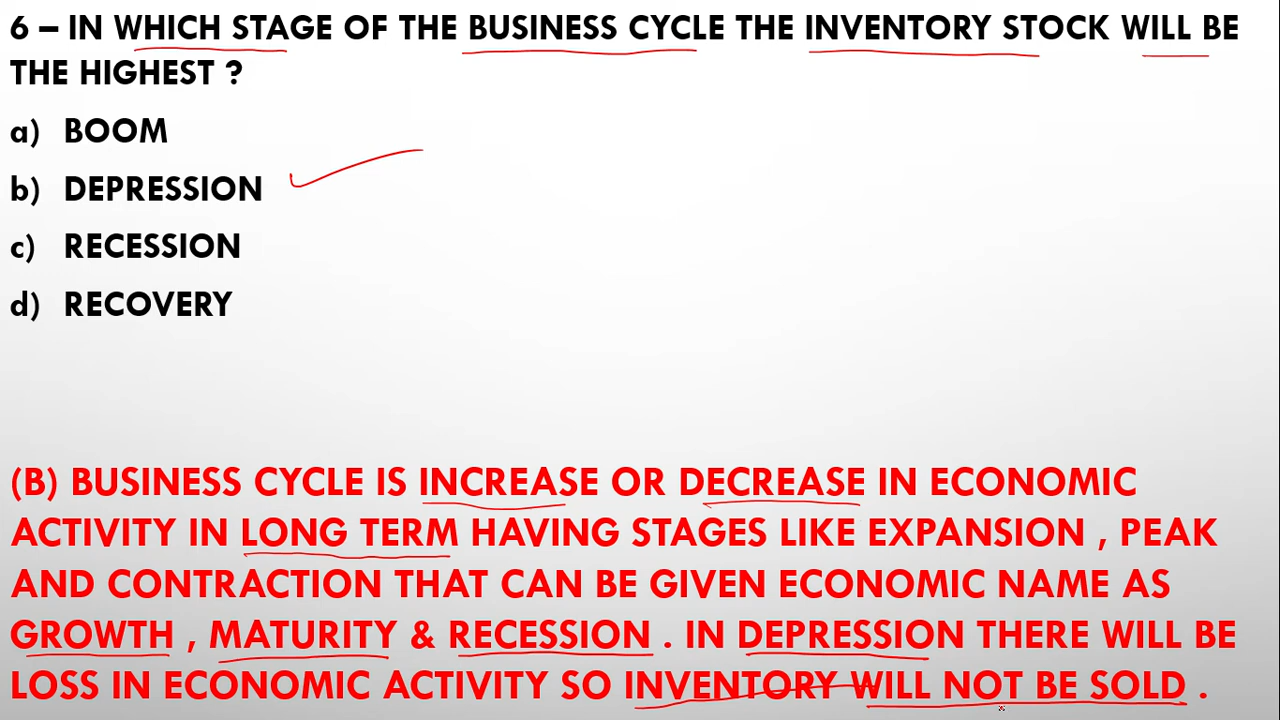 6 – IN WHICH STAGE OF THE BUSINESS CYCLE THE INVENTORY STOCK WILL BE
THE HIGHEST ?
a) BOOM
b) DEPRESSION
c) RECESSION
d) RECOVERY
(B) BUSINESS CYCLE IS INCREASE OR DECREASE IN ECONOMIC
ACTIVITY IN LONG TERM HAVING STAGES LIKE EXPANSION , PEAK
AND CONTRACTION THAT CAN BE GIVEN ECONOMIC NAME AS
GROWTH , MATURITY & RECESSION . IN DEPRESSION THERE WILL BE
LOSS IN ECONOMIC ACTIVITY SO INVENTORY WILL NOT BE SOLD .